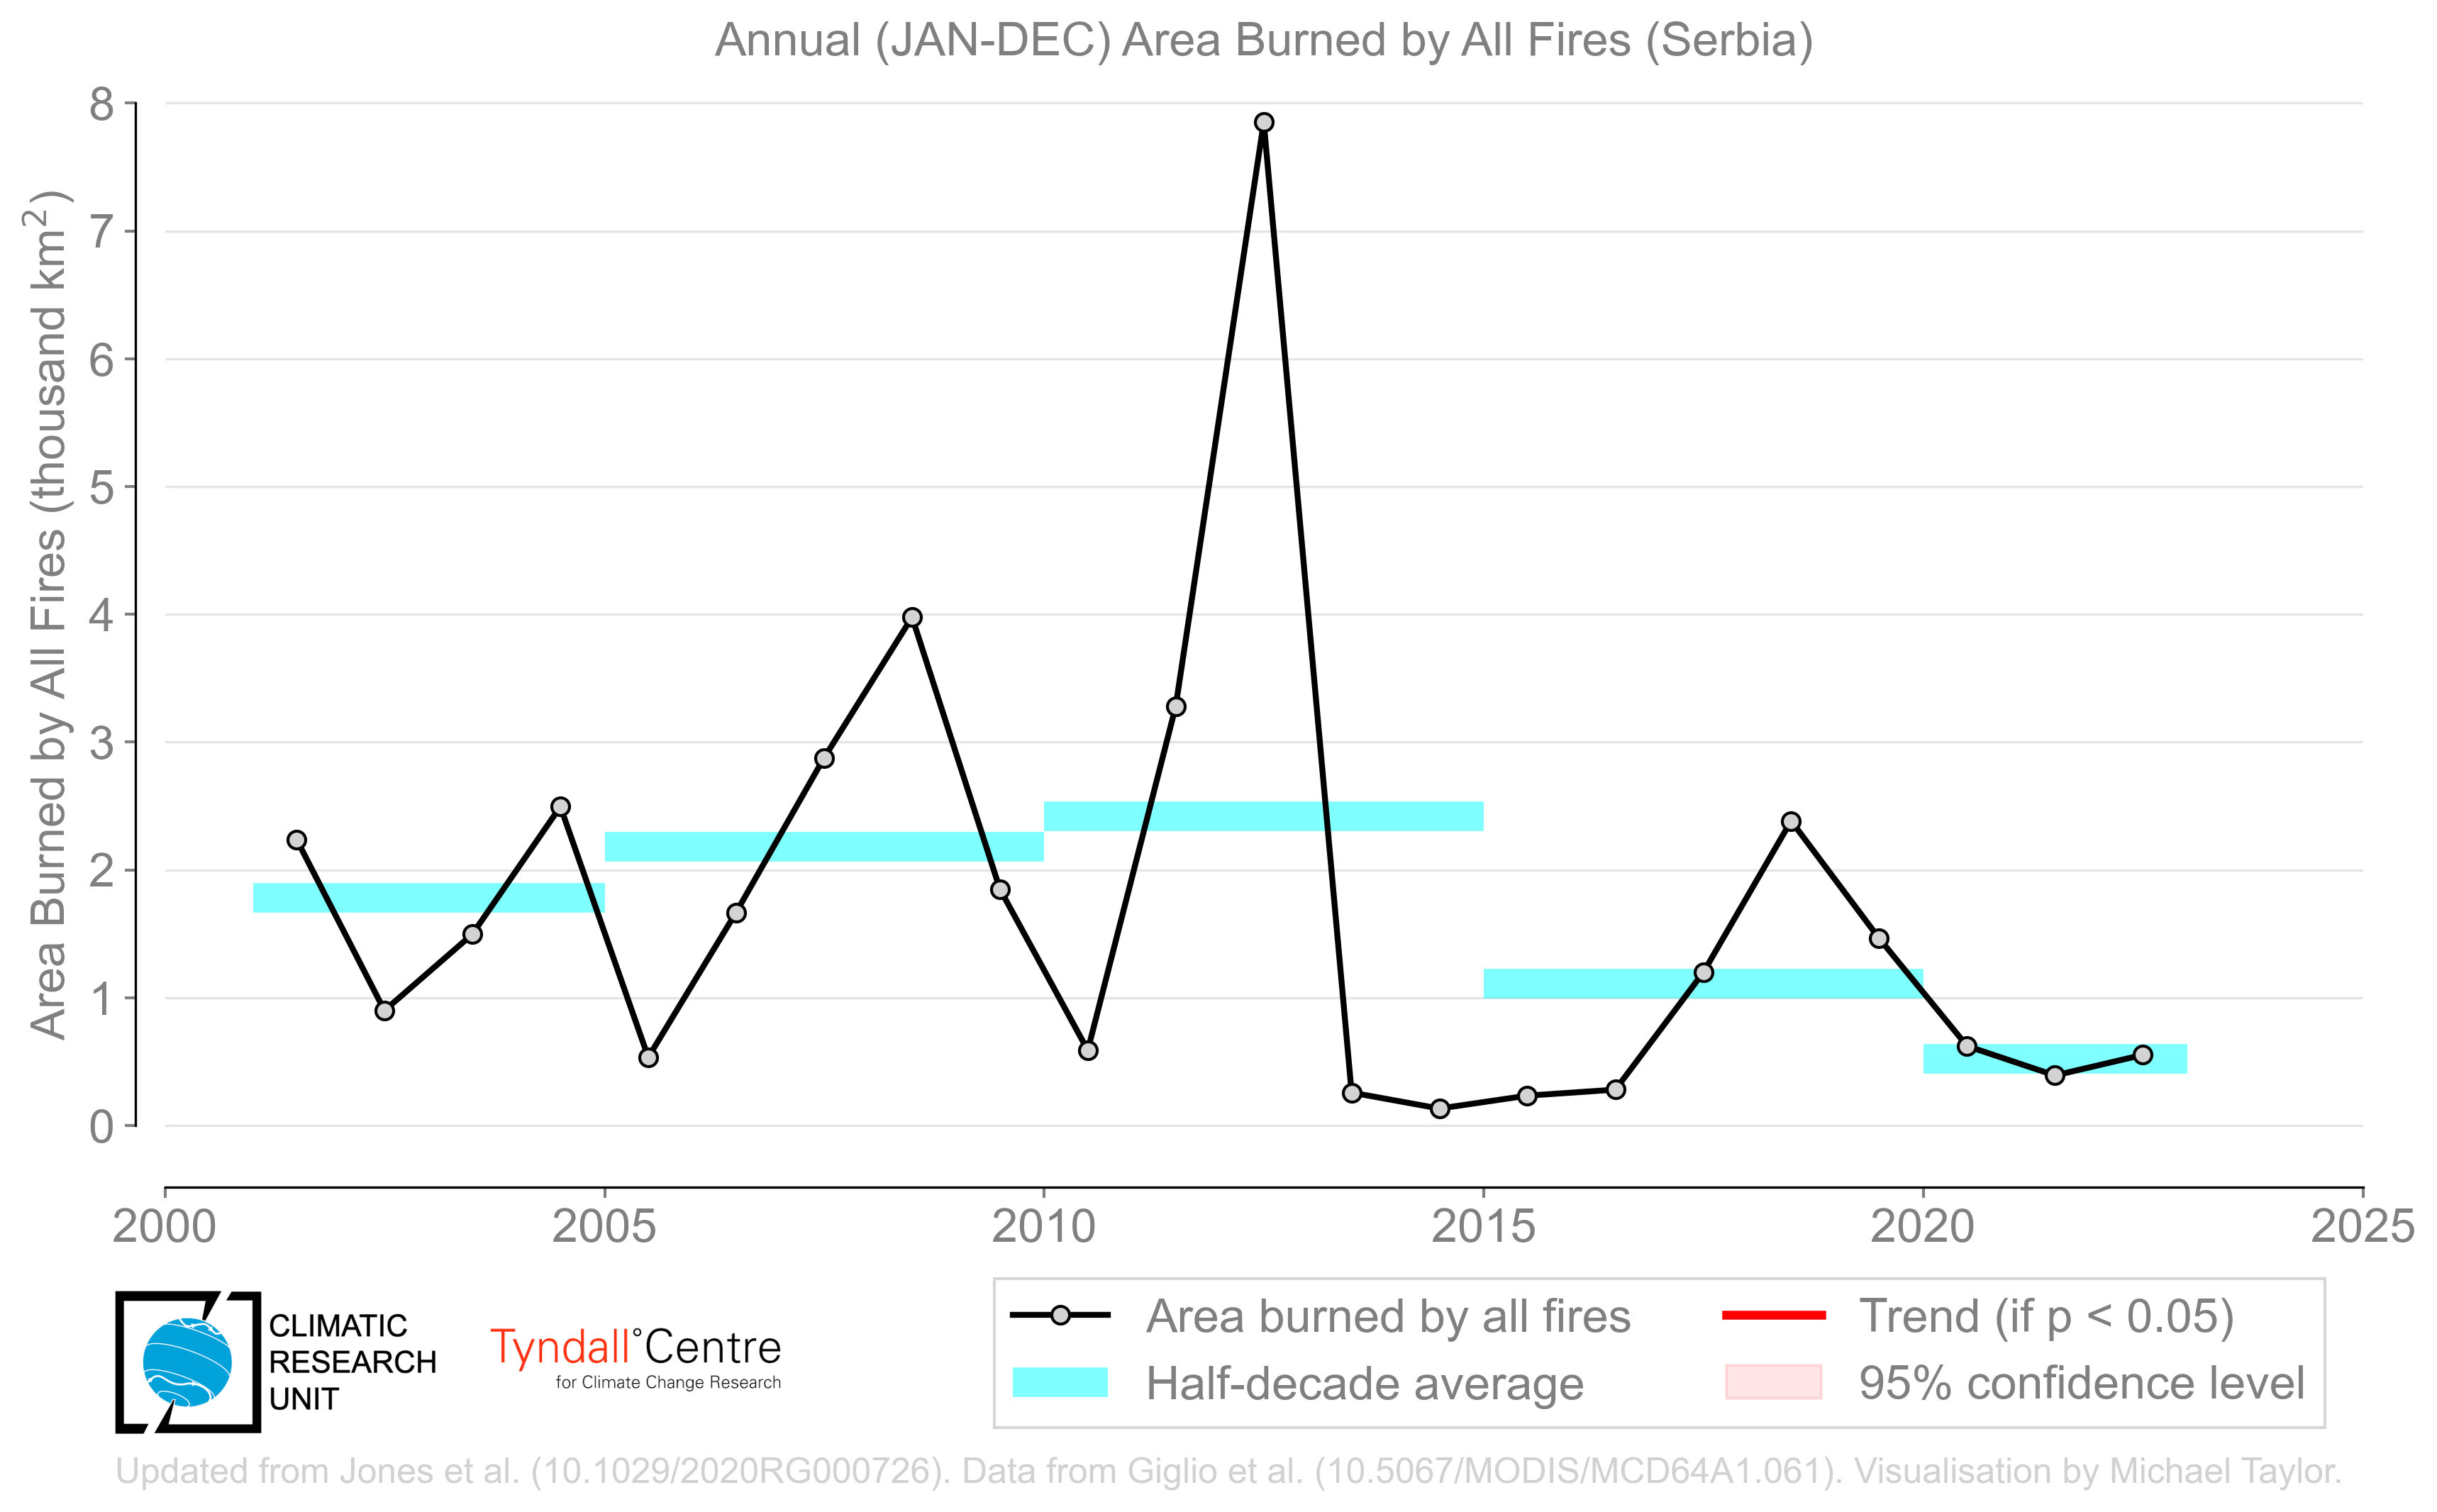 Annual (JAN-DEC) Area Burned by All Fires (Serbia)
Area Burned by All Fires (thousand km²)
8
7
6
5
4
3
2
1
0
2000 2005 2010 2015 2020 2025
CLIMATIC
RESEARCH
UNIT
Tyndall°Centre
for Climate Change Research
Area burned by all fires
Half-decade average
Trend (if p < 0.05)
95% confidence level
Updated from Jones et al. (10.1029/2020RG000726). Data from Giglio et al. (10.5067/MODIS/MCD64A1.061). Visualisation by Michael Taylor.